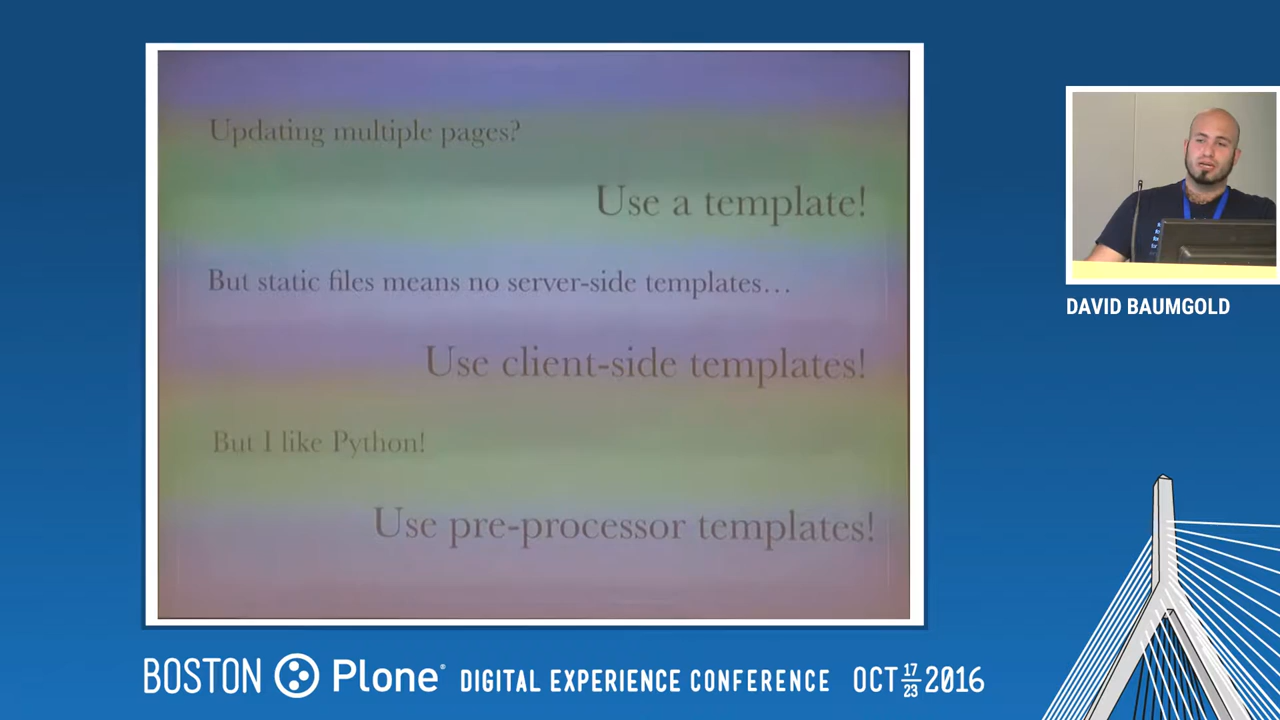 Updating multiple pages?
Use a template!
But static files means no server-side templates…
Use client-side templates!
But I like Python!
Use pre-processor templates!
DAVID BAUMGOLD
BOSTON Plone® DIGITAL EXPERIENCE CONFERENCE OCT 17 23 2016